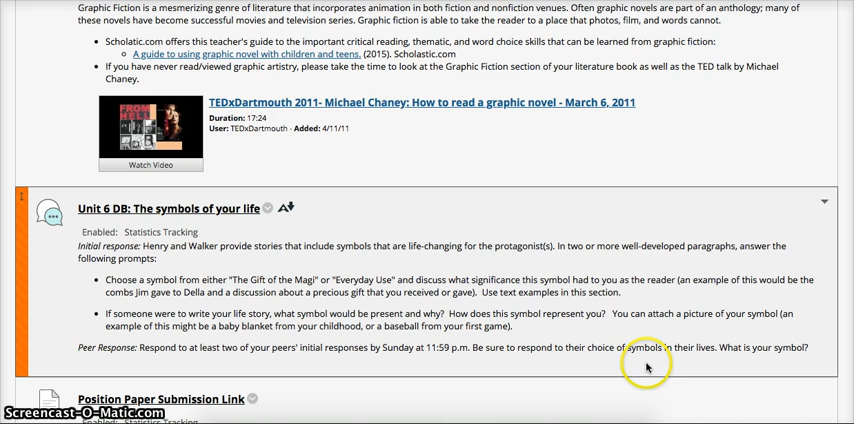 Graphic Fiction is a mesmerizing genre of literature that incorporates animation in both fiction and nonfiction venues. Often graphic novels are part of an anthology; many of
these novels have become successful movies and television series. Graphic fiction is able to take the reader to a place that photos, film, and words cannot.
Scholatic.com offers this teacher's guide to the important critical reading, thematic, and word choice skills that can be learned from graphic fiction:
A guide to using graphic novel with children and teens. (2015). Scholastic.com
If you have never read/viewed graphic artistry, please take the time to look at the Graphic Fiction section of your literature book as well as the TED talk by Michael
Chaney.
FROM HELL
TEDxDartmouth 2011- Michael Chaney: How to read a graphic novel - March 6, 2011
Duration: 17:24
User: TEDxDartmouth - Added: 4/11/11
Watch Video
Unit 6 DB: The symbols of your life
Enabled: Statistics Tracking
Initial response: Henry and Walker provide stories that include symbols that are life-changing for the protagonist(s). In two or more well-developed paragraphs, answer the
following prompts:
Choose a symbol from either "The Gift of the Magi" or "Everyday Use" and discuss what significance this symbol had to you as the reader (an example of this would be the
combs Jim gave to Della and a discussion about a precious gift that you received or gave). Use text examples in this section.
If someone were to write your life story, what symbol would be present and why? How does this symbol represent you? You can attach a picture of your symbol (an
example of this might be a baby blanket from your childhood, or a baseball from your first game).
Peer Response: Respond to at least two of your peers' initial responses by Sunday at 11:59 p.m. Be sure to respond to their choice of symbols in their lives. What is your symbol?
Position Paper Submission Link
Screencast-O-Matic.com
Enabled: Statistics Tracking